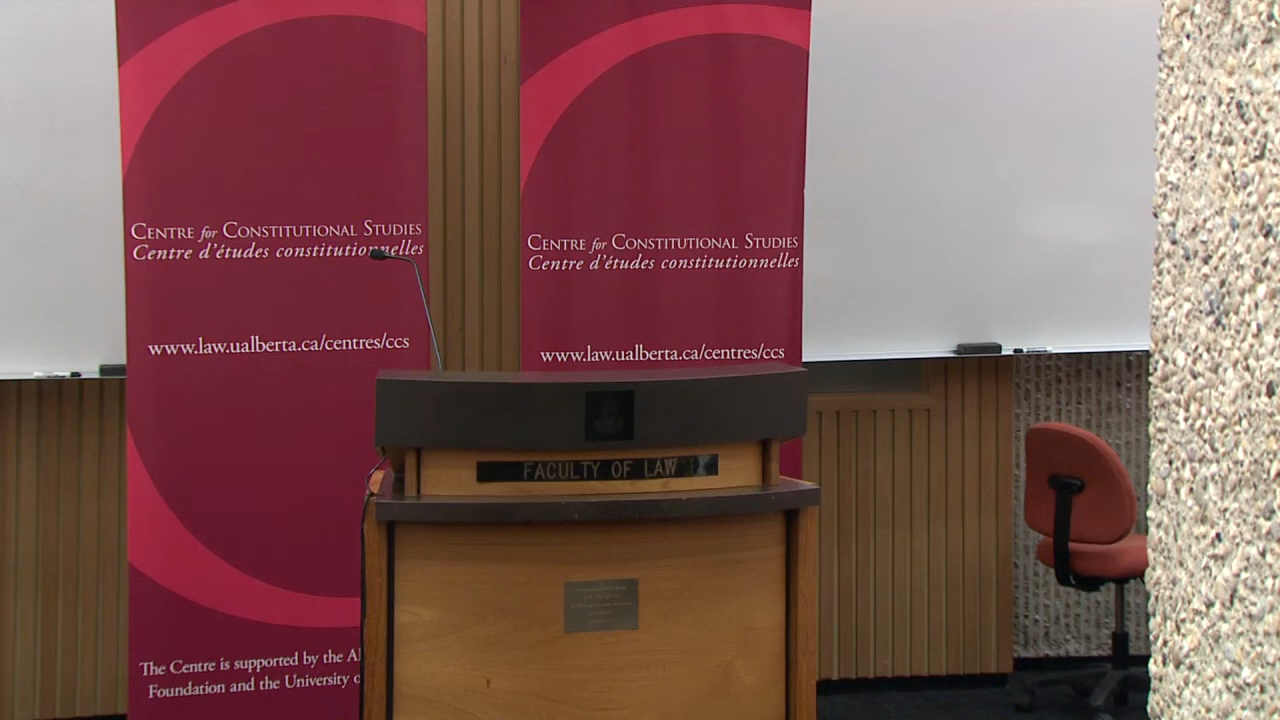 CENTRE for CONSTITUTIONAL STUDIES
Centre d'études constitutionnelles
www.law.ualberta.ca/centres/ccs
The Centre is supported by the
Foundation and the University
CENTRE for CONSTITUTIONAL STUDIES
Centre d'études constitutionnelles
www.law.ualberta.ca/centres/ccs
FACULTY OF LAW